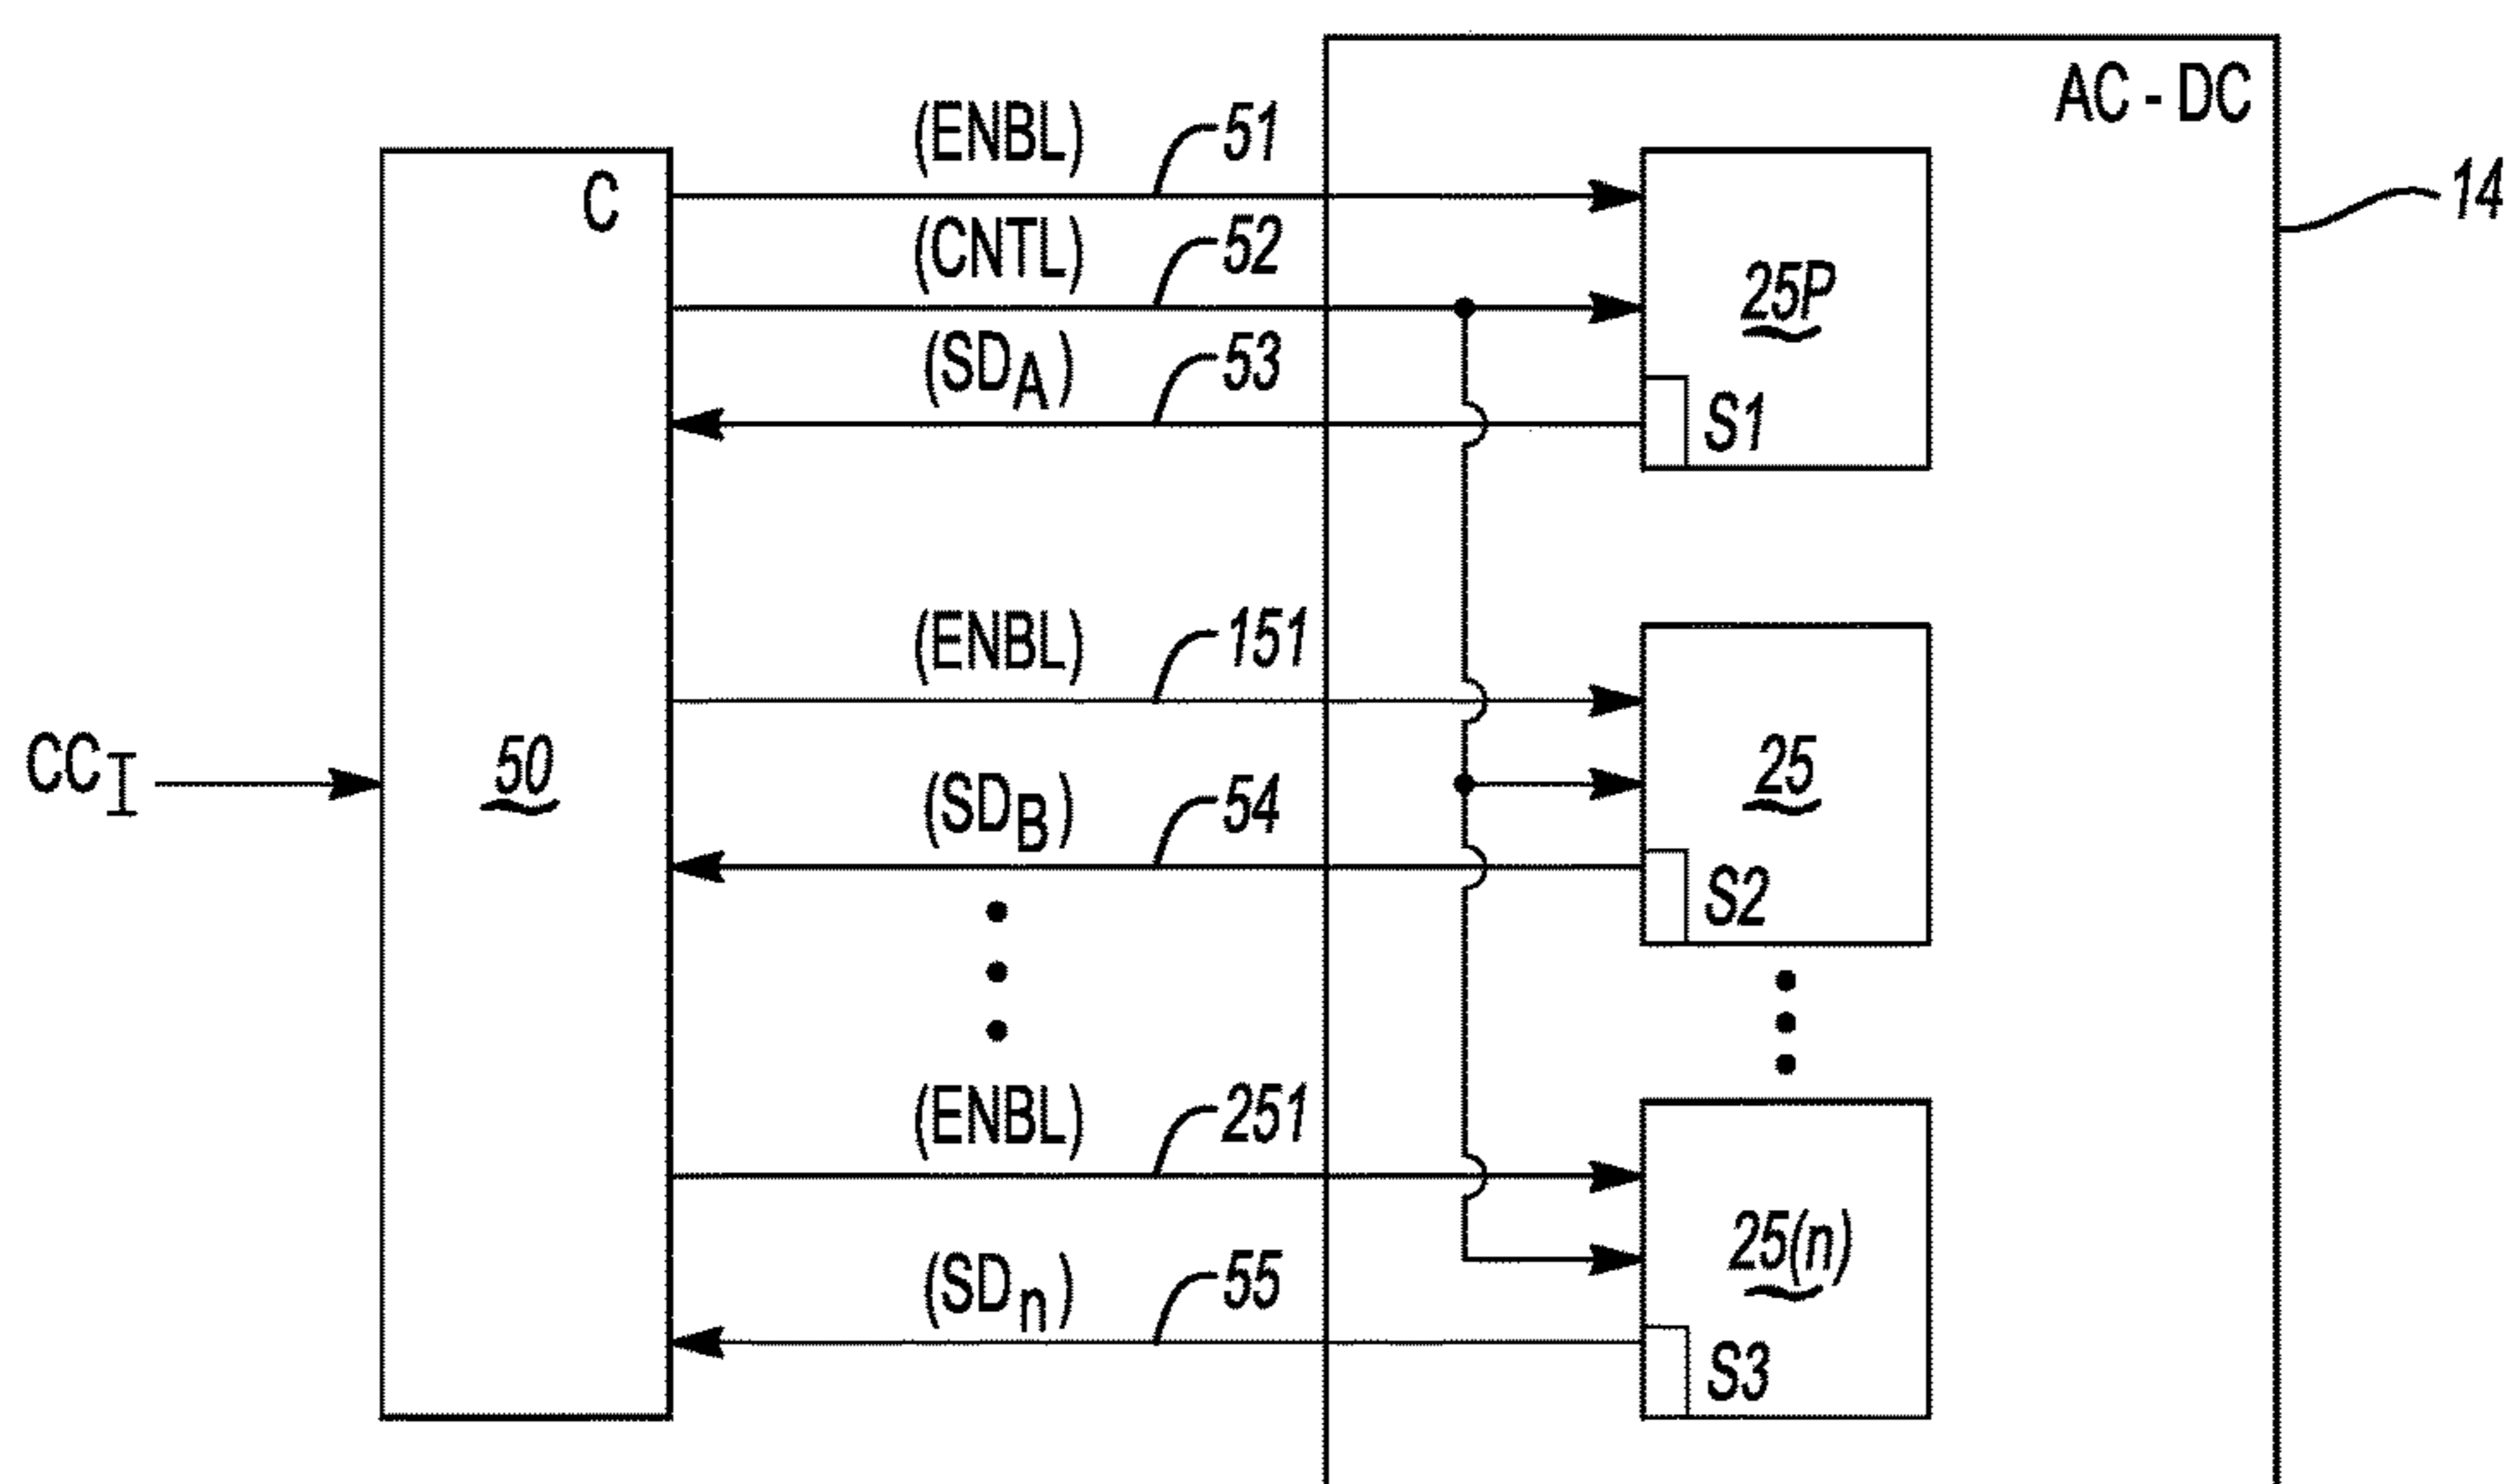 AC - DC
(ENBL) 51
C
14
(CNTL) 52
25P
(SDA) 53
S1
(ENBL) 151
CCI
50
25
(SDB) 54
S2
(ENBL) 251
25(n)
(SDn) 55
S3